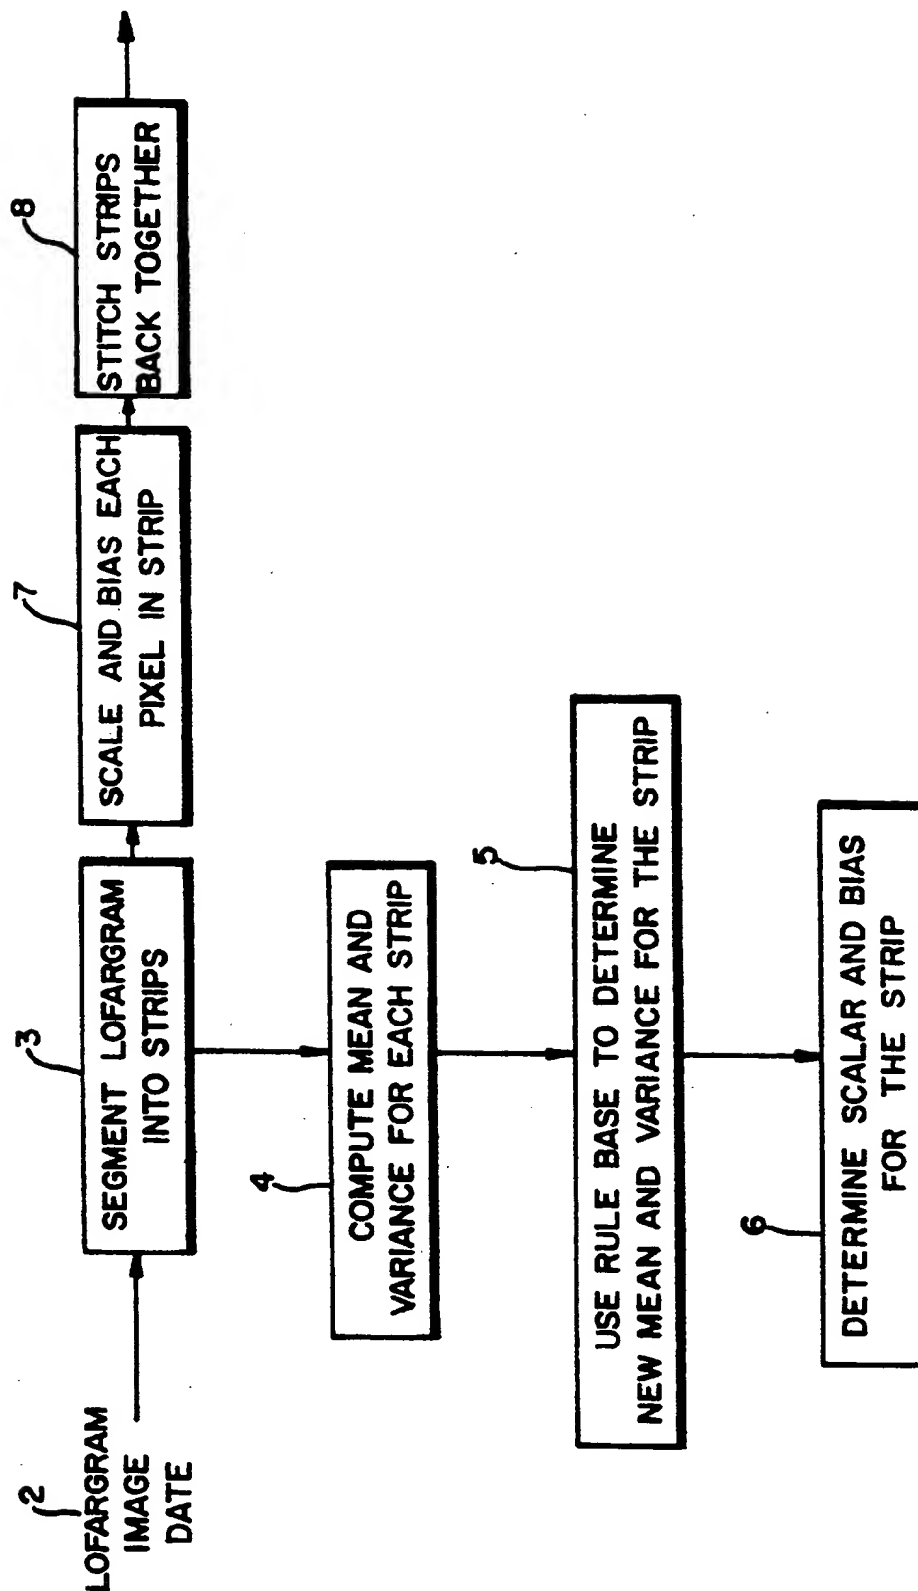 2
LOFARGRAM
IMAGE
DATE
3
SEGMENT LOFARGRAM
INTO STRIPS
7
SCALE AND BIAS EACH
PIXEL IN STRIP
8
STITCH STRIPS
BACK TOGETHER
4
COMPUTE MEAN AND
VARIANCE FOR EACH STRIP
5
USE RULE BASE TO DETERMINE
NEW MEAN AND VARIANCE FOR THE STRIP
6
DETERMINE SCALAR AND BIAS
FOR THE STRIP